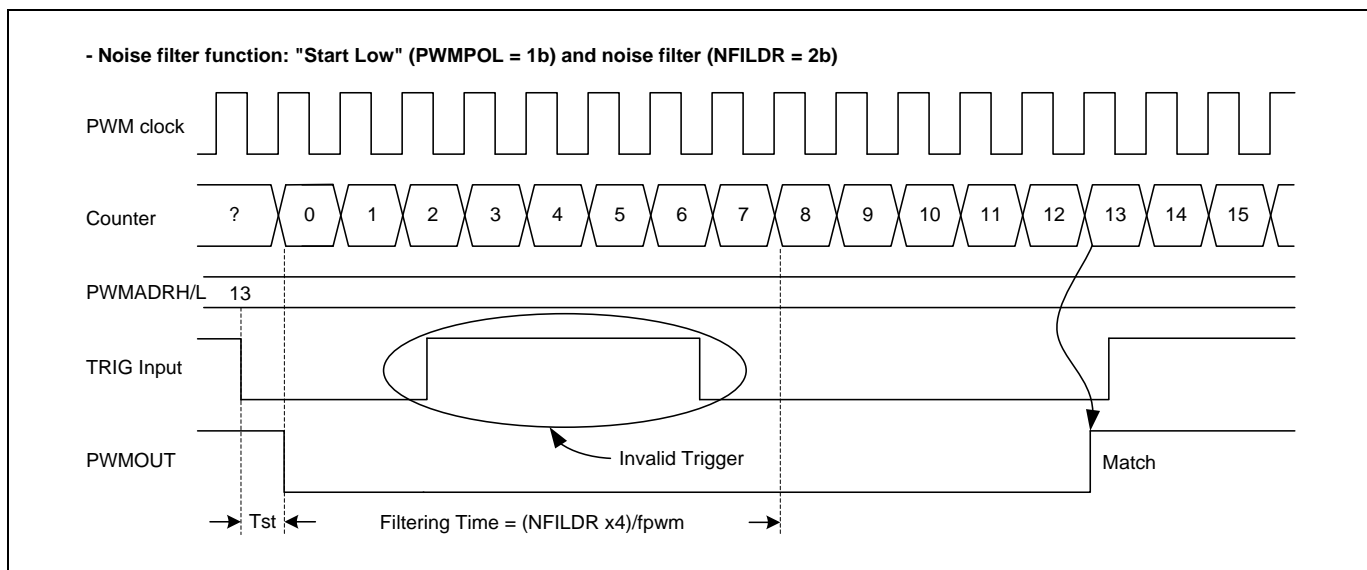 - Noise filter function: "Start Low" (PWMPOL = 1b) and noise filter (NFILDR = 2b)
PWM clock
Counter ? 0 1 2 3 4 5 6 7 8 9 10 11 12 13 14 15
PWMADRH/L 13
TRIG Input
Invalid Trigger
PWMOUT
Match
Tst Filtering Time = (NFILDR x4)/fpwm